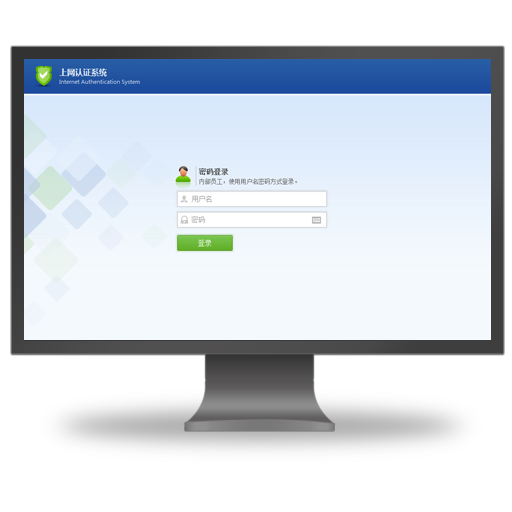 上网认证系统
Internet Authentication System
密码登录
内部员工，使用用户名密码方式登录。
用户名
密码
登录